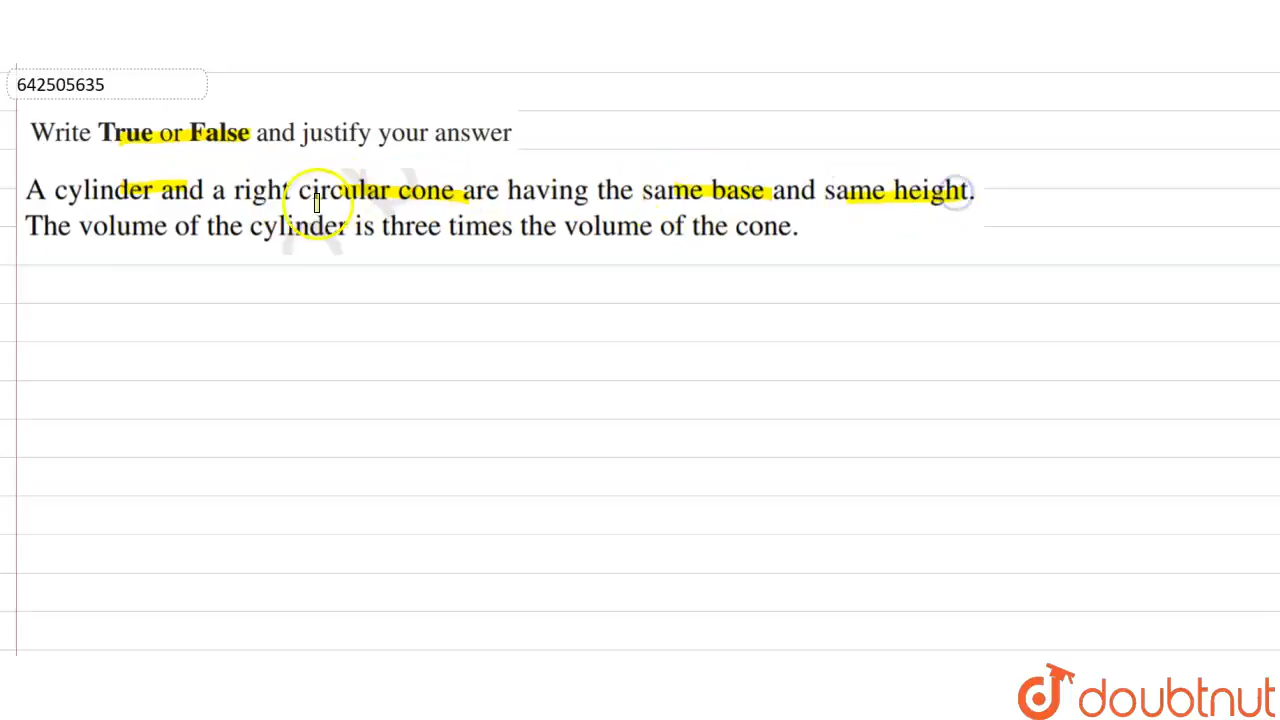 642505635
Write True or False and justify your answer
A cylinder and a right circular cone are having the same base and same height.
The volume of the cylinder is three times the volume of the cone.
doubtnut